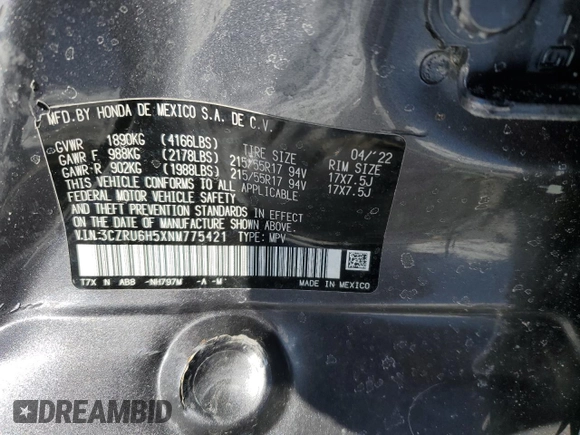 MFD.BY HONDA DE MEXICO S.A. DE C.V.
04/'22
GVWR 1890KG (4166LBS) TIRE SIZE RIM SIZE
GAWR F. 988KG (2178LBS) 215/55R17 94V 17X7.5J
GAWR R. 902KG (1988LBS) 215/55R17 94V 17X7.5J
THIS VEHICLE CONFORMS TO ALL APPLICABLE
FEDERAL MOTOR VEHICLE SAFETY
AND THEFT PREVENTION STANDARDS IN EFFECT
ON THE DATE OF MANUFACTURE SHOWN ABOVE.
V.I.N.:3CZRU6H5XNM775421 TYPE: MPV
T7X N ABB -NH797M -A -M- MADE IN MEXICO
DREAMBID